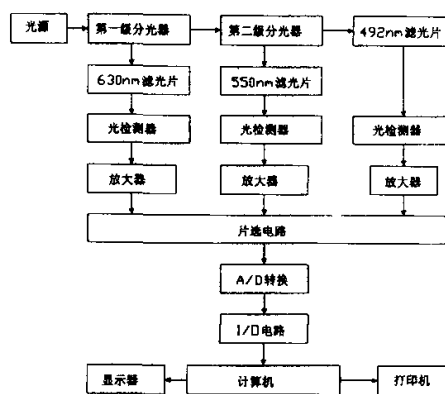 光源 第一级分光器 第二级分光器 492nm滤光片
630nm滤光片 550nm滤光片
光检测器 光检测器 光检测器
放大器 放大器 放大器
片选电路
A/D转换
I/O电路
显示器 计算机 打印机